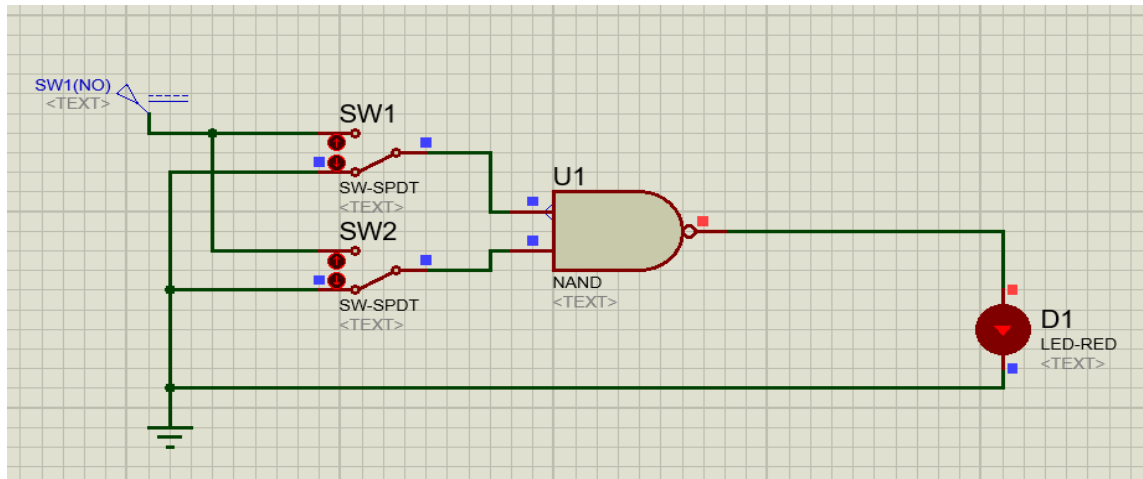 SW1(NO)
<TEXT>
SW1
SW-SPDT
<TEXT>
SW2
SW-SPDT
<TEXT>
U1
NAND
<TEXT>
D1
LED-RED
<TEXT>